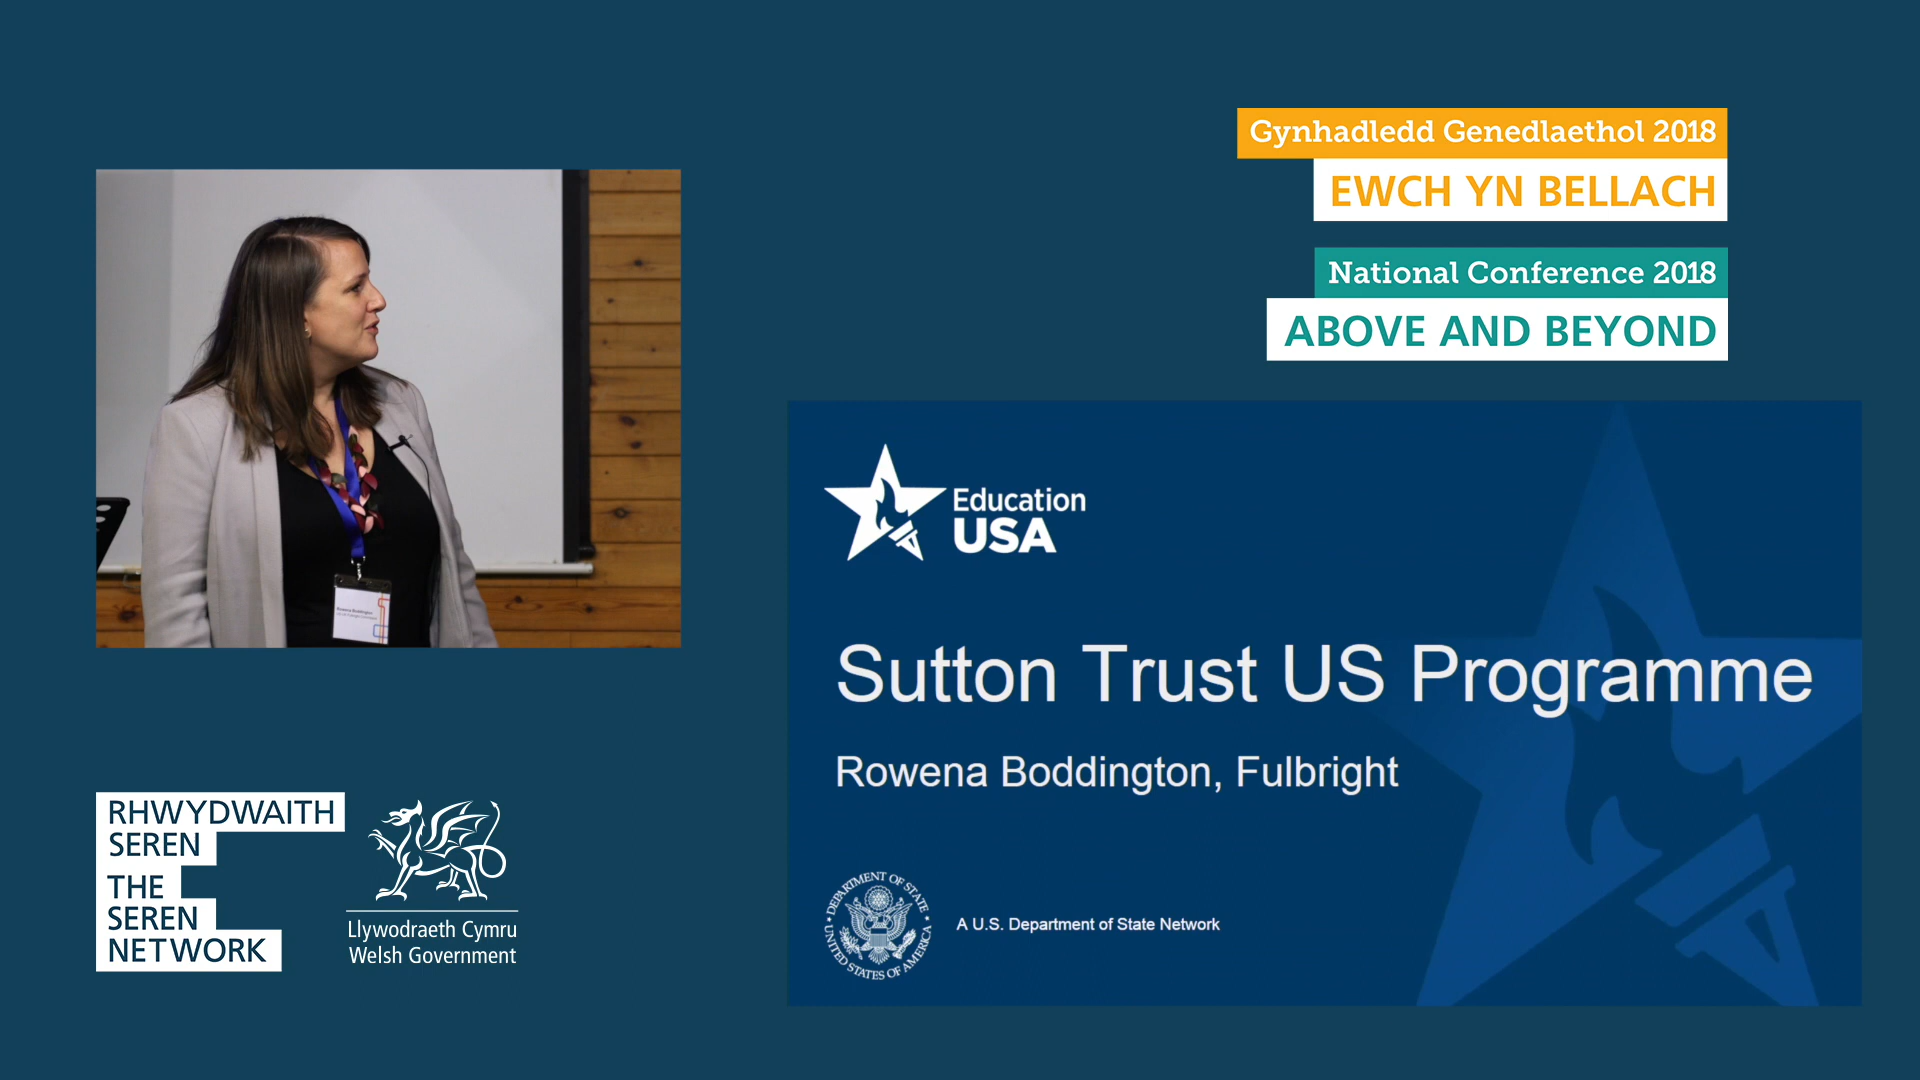 Gynhadledd Genedlaethol 2018
EWCH YN BELLACH
National Conference 2018
ABOVE AND BEYOND
Rowena Boddington
Education
USA
Sutton Trust US Programme
Rowena Boddington, Fulbright
DEPARTMENT OF STATE
UNITED STATES OF AMERICA
A U.S. Department of State Network
RHWYDWAITH
SEREN
THE
SEREN
NETWORK
Llywodraeth Cymru
Welsh Government